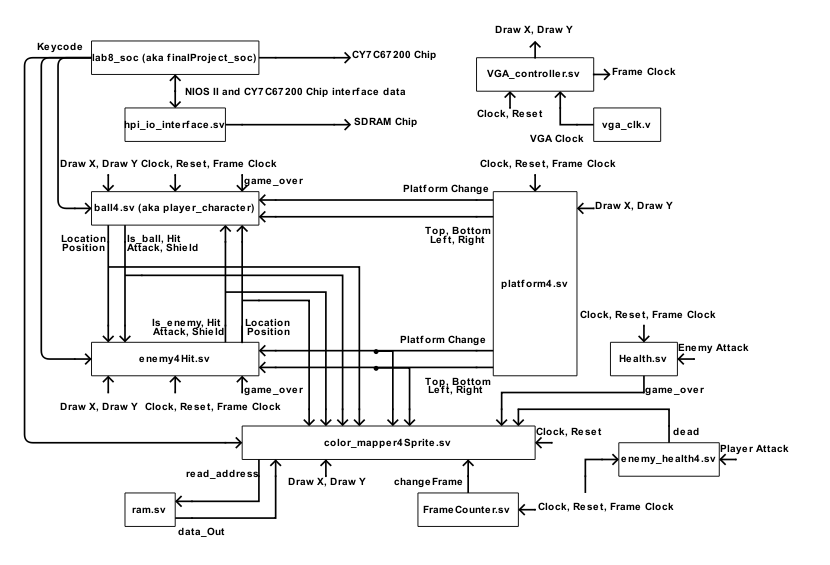 Draw X, Draw Y
Keycode
lab8_soc (aka finalProject_soc)
CY7C67200 Chip
VGA_controller.sv
Frame Clock
NIOS II and CY7C67200 Chip interface data
Clock, Reset
hpi_io_interface.sv
SDRAM Chip
vga_clk.v
VGA Clock
Draw X, Draw Y
Clock, Reset, Frame Clock
game_over
Clock, Reset, Frame Clock
Platform Change
ball4.sv (aka player_character)
Draw X, Draw Y
Location
Position
Is_ball, Hit
Attack, Shield
Top, Bottom
Left, Right
platform4.sv
Is_enemy, Hit
Attack, Shield
Location
Position
Clock, Reset, Frame Clock
Platform Change
Enemy Attack
enemy4Hit.sv
Health.sv
game_over
Top, Bottom
Left, Right
game_over
Draw X, Draw Y
Clock, Reset, Frame Clock
color_mapper4Sprite.sv
Clock, Reset
dead
Player Attack
enemy_health4.sv
read_address
Draw X, Draw Y
changeFrame
ram.sv
FrameCounter.sv
Clock, Reset, Frame Clock
data_Out